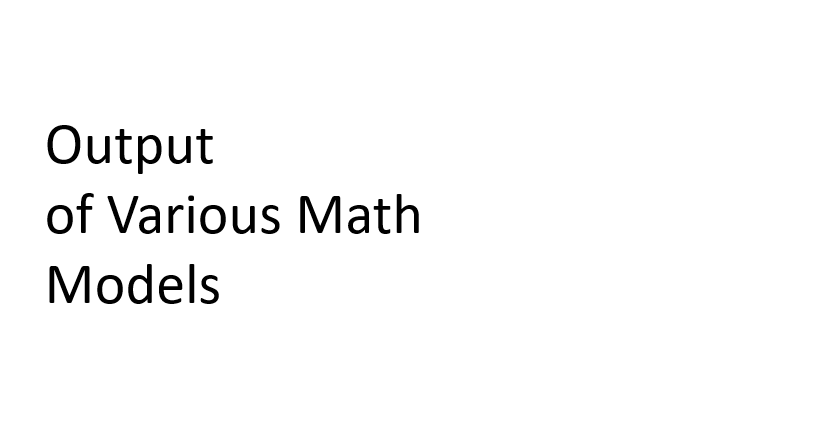 Output
of Various Math
Models